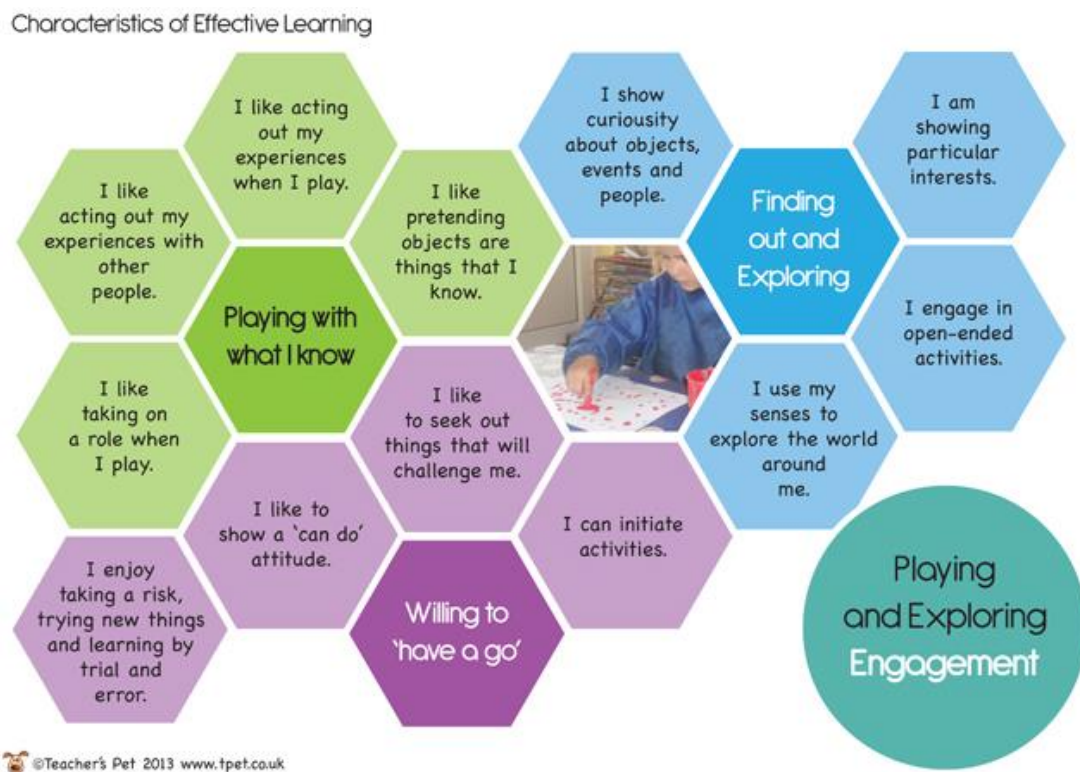 Characteristics of Effective Learning
I like acting
out my
experiences
when I play.
I like
acting out my
experiences with
other
people.
I like
pretending
objects are
things that I
know.
Playing with
what I know
I like
taking on
a role when
I play.
I show
curiousity
about objects,
events and
people.
I am
showing
particular
interests.
Finding
out and
Exploring
I engage in
open-ended
activities.
I use my
senses to
explore the world
around
me.
I like
to seek out
things that will
challenge me.
I like to
show a ‘can do’
attitude.
I can initiate
activities.
I enjoy
taking a risk,
trying new things
and learning by
trial and
error.
Willing to
‘have a go’
Playing
and Exploring
Engagement
©Teacher's Pet 2013 www.tpet.co.uk